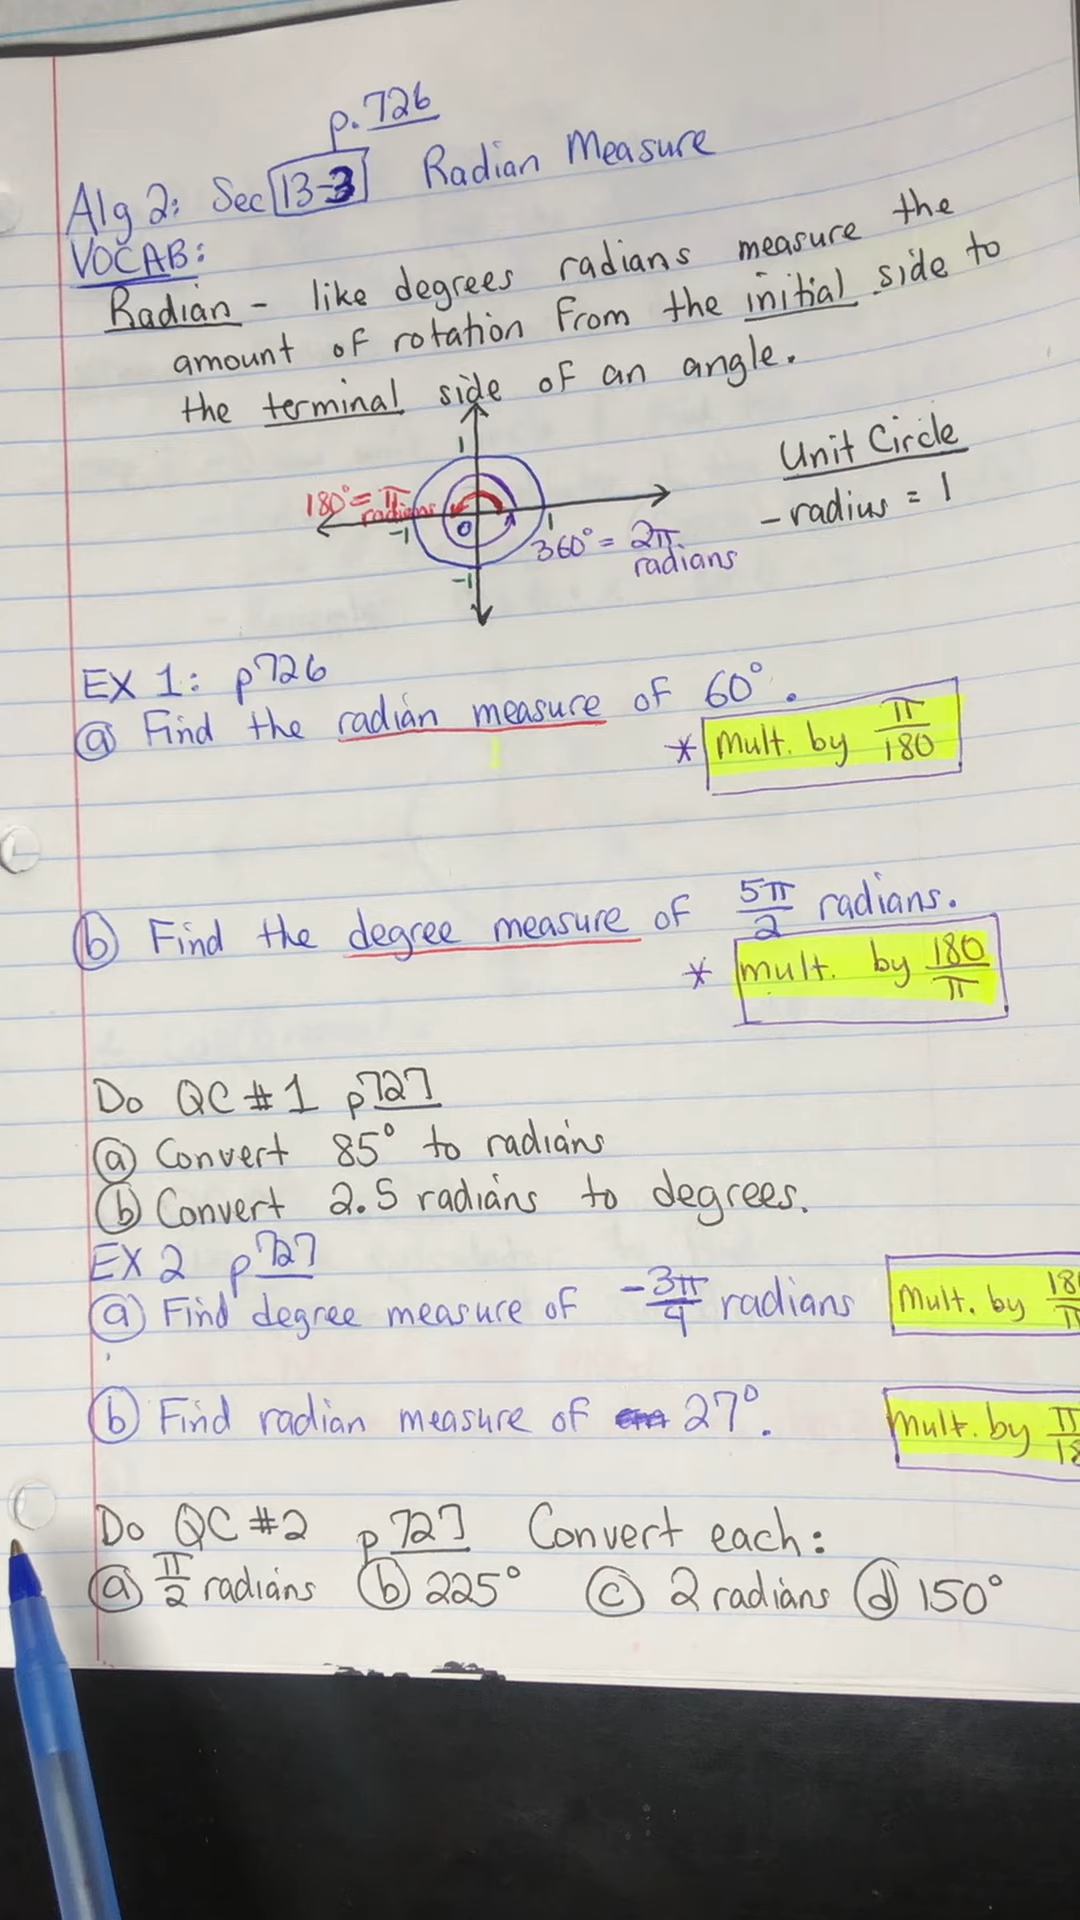 p. 726
Alg 2: Sec 13-3 Radian Measure
VOCAB:
Radian - like degrees radians measure the
amount of rotation from the initial side to
the terminal side of an angle.
Unit Circle
- radius = 1
1
180° = π
radians
-1
0
1
360° = 2π
radians
-1
EX 1: p726
ⓐ Find the radian measure of 60°.
* mult. by π/180
ⓑ Find the degree measure of 5π/2 radians.
* mult. by 180/π
Do QC #1 p727
ⓐ Convert 85° to radians
ⓑ Convert 2.5 radians to degrees.
EX 2 p727
ⓐ Find degree measure of -3π/4 radians mult. by
ⓑ Find radian measure of 27°. mult. by
Do QC #2 p727 Convert each:
ⓐ π/2 radians ⓑ 225° ⓒ 2 radians ⓓ 150°